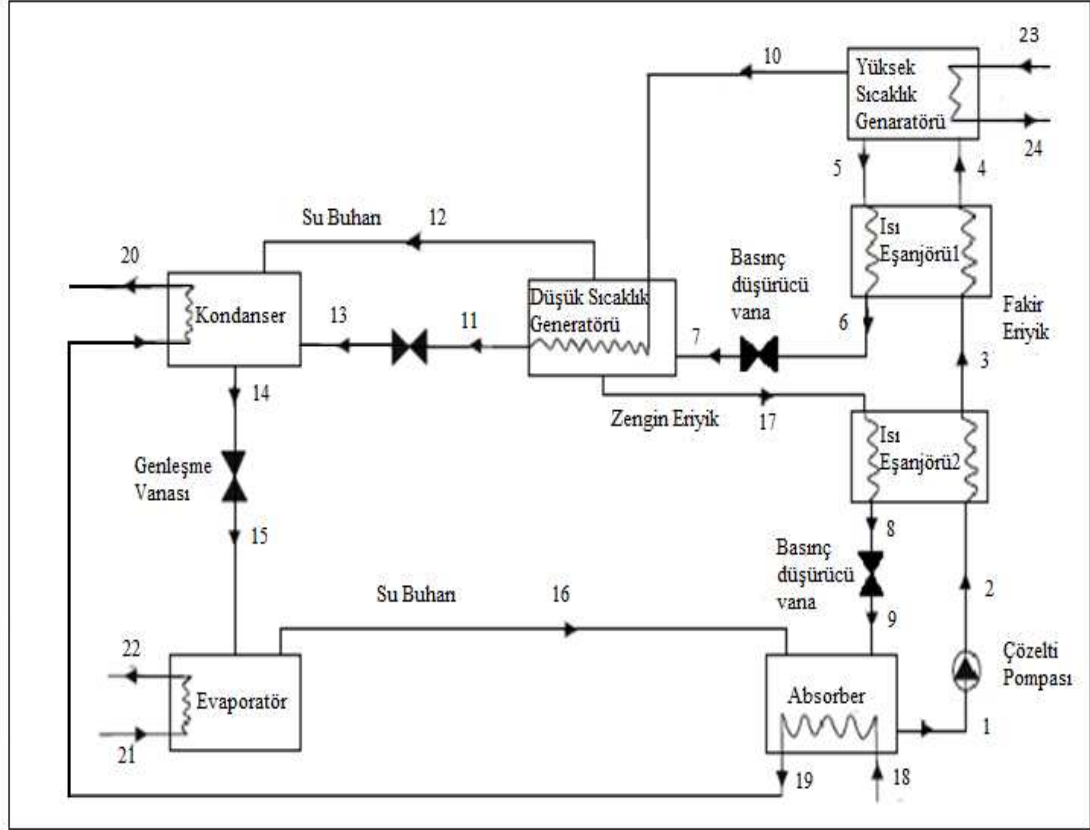 10
23
Yüksek
Sıcaklık
Genaratörü
24
5
4
Su Buharı
12
20
Isı
Eşanjörü1
Basınç
düşürücü
vana
Kondanser
13
11
Düşük Sıcaklık
Generatörü
7
6
Fakir
Eriyik
3
14
Zengin Eriyik
17
Isı
Eşanjörü2
Genleşme
Vanası
15
8
Basınç
düşürücü
vana
2
Su Buharı
16
9
22
Evaporatör
21
Absorber
Çözelti
Pompası
1
19
18